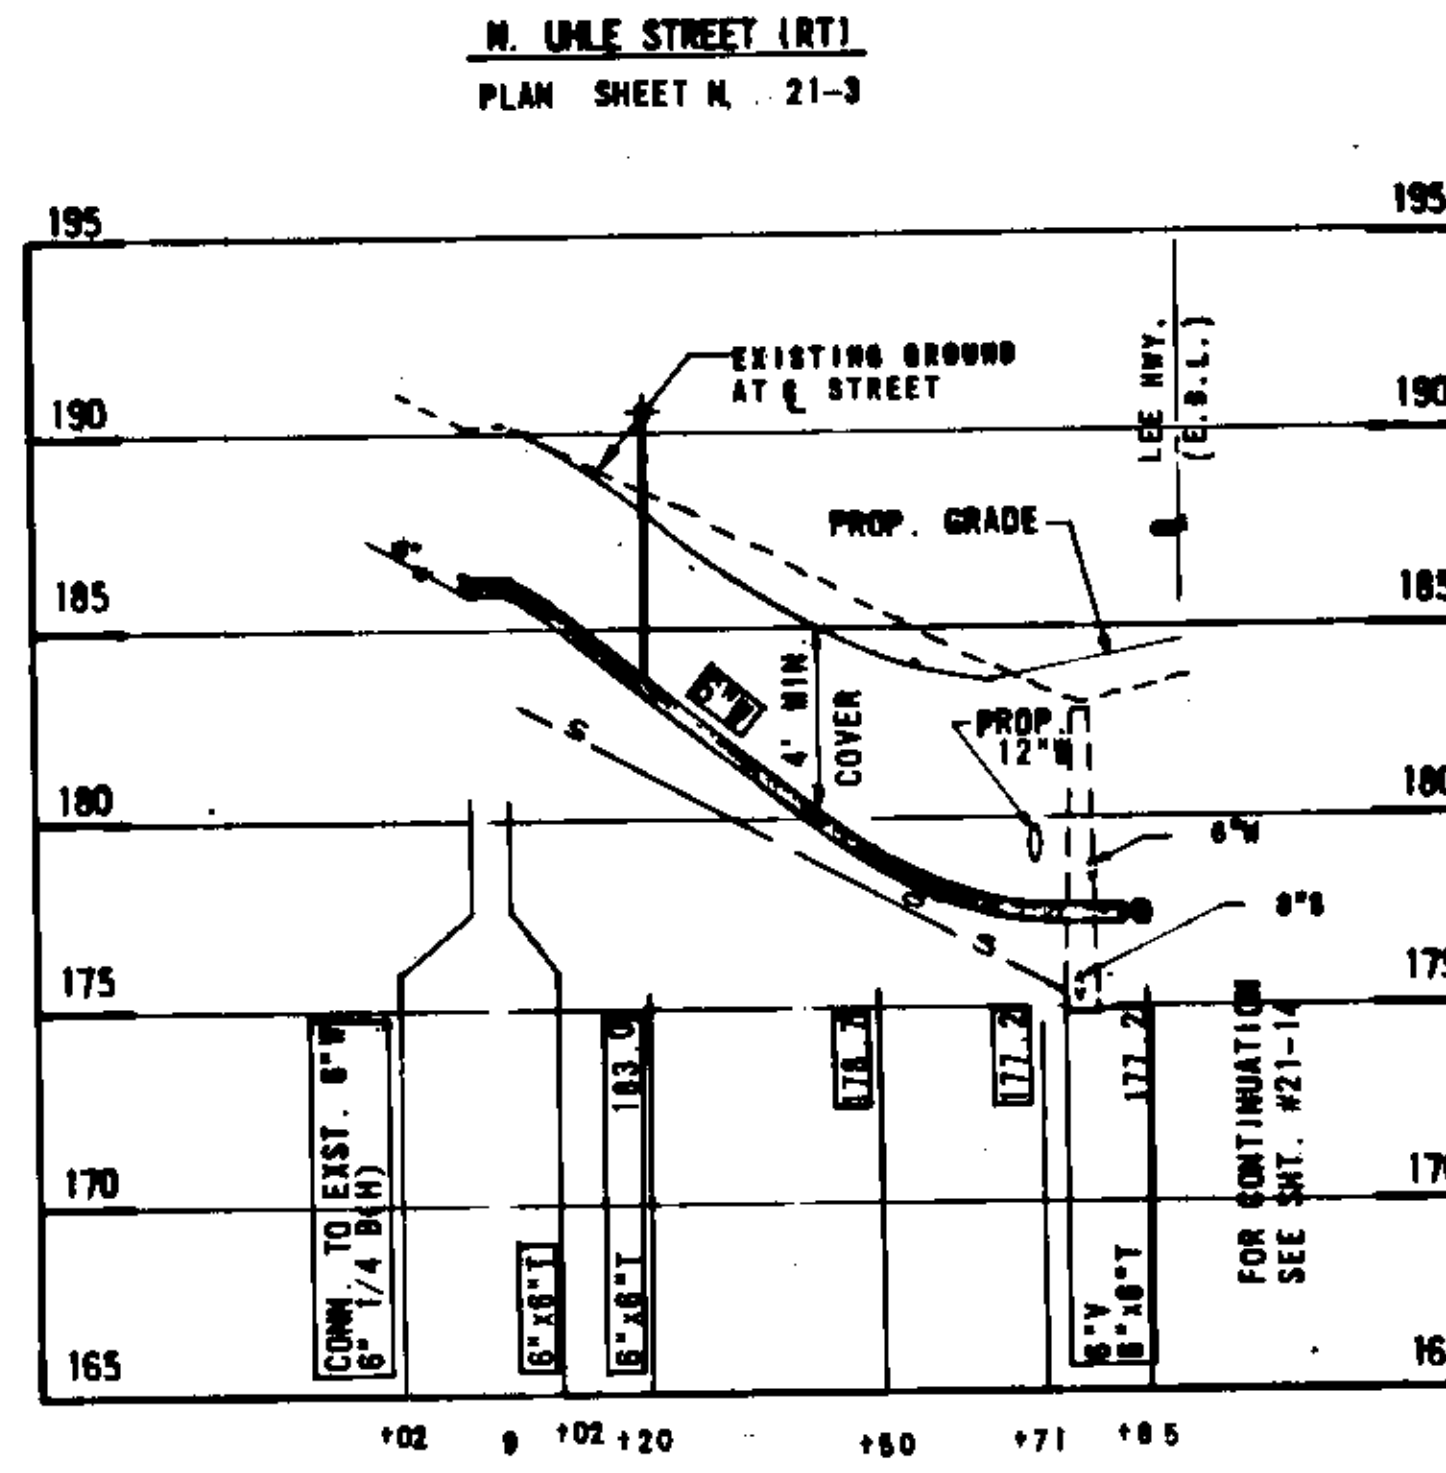 N. UHLE STREET (RT)
PLAN SHEET N. 21-3
195
195
EXISTING GROUND
AT ℄ STREET
LEE HWY.
(E.B.L.)
190
190
PROP. GRADE
185
185
6"W
4' MIN.
COVER
S
PROP.
12"W
180
180
6"W
8"S
S
175
175
CONN. TO EXST. 6"W
6" 1/4 B(H)
6"x6"T
183.0
6"x6"T
178.7
177.2
177.2
6"V
6"x6"T
FOR CONTINUATION
SEE SHT. #21-14
170
170
165
+02 9 +02 +20 +50 +71 +85